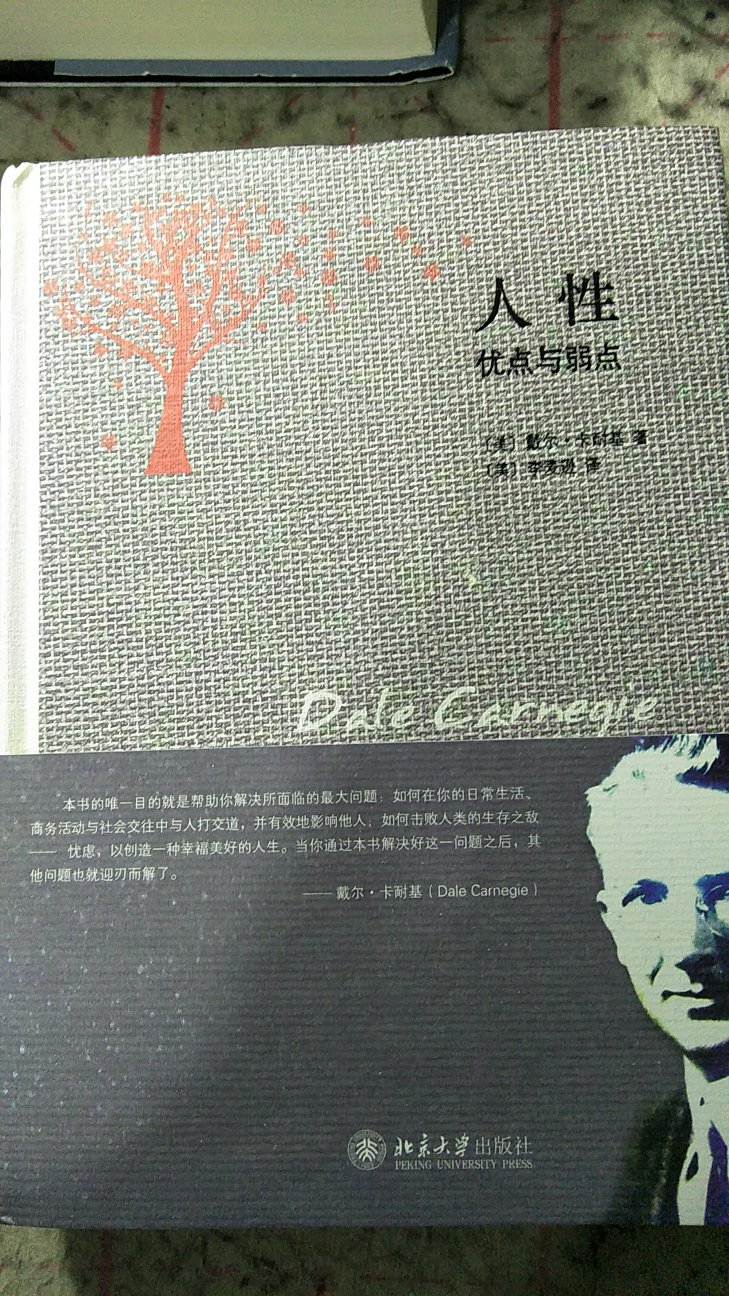 人性
优点与弱点
〔美〕戴尔·卡耐基 著
〔美〕李麦逊 译
Dale Carnegie
本书的唯一目的就是帮助你解决所面临的最大问题：如何在你的日常生活、
商务活动与社会交往中与人打交道，并有效地影响他人；如何击败人类的生存之敌
—— 忧虑，以创造一种幸福美好的人生。当你通过本书解决好这一问题之后，其
他问题也就迎刃而解了。
—— 戴尔·卡耐基（Dale Carnegie）
北京大学出版社
PEKING UNIVERSITY PRESS